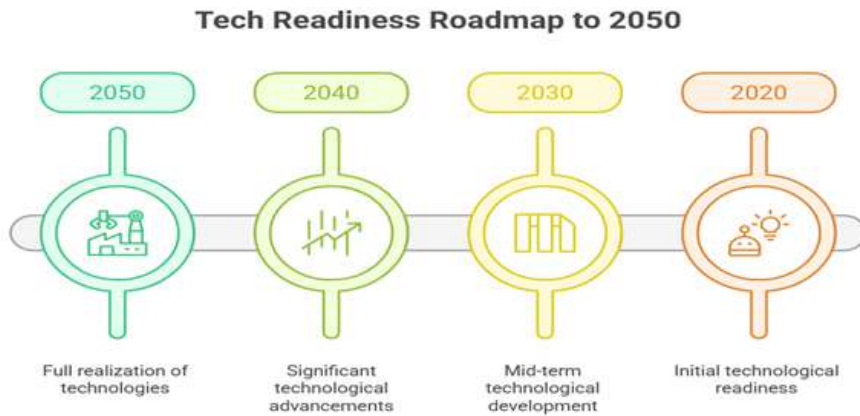 Tech Readiness Roadmap to 2050
2050
2040
2030
2020
Full realization of
technologies
Significant
technological
advancements
Mid-term
technological
development
Initial technological
readiness